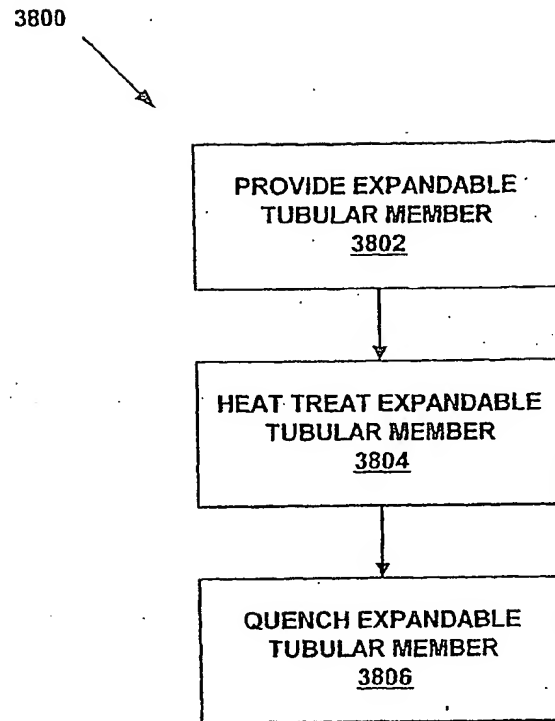 3800
PROVIDE EXPANDABLE
TUBULAR MEMBER
3802
HEAT TREAT EXPANDABLE
TUBULAR MEMBER
3804
QUENCH EXPANDABLE
TUBULAR MEMBER
3806